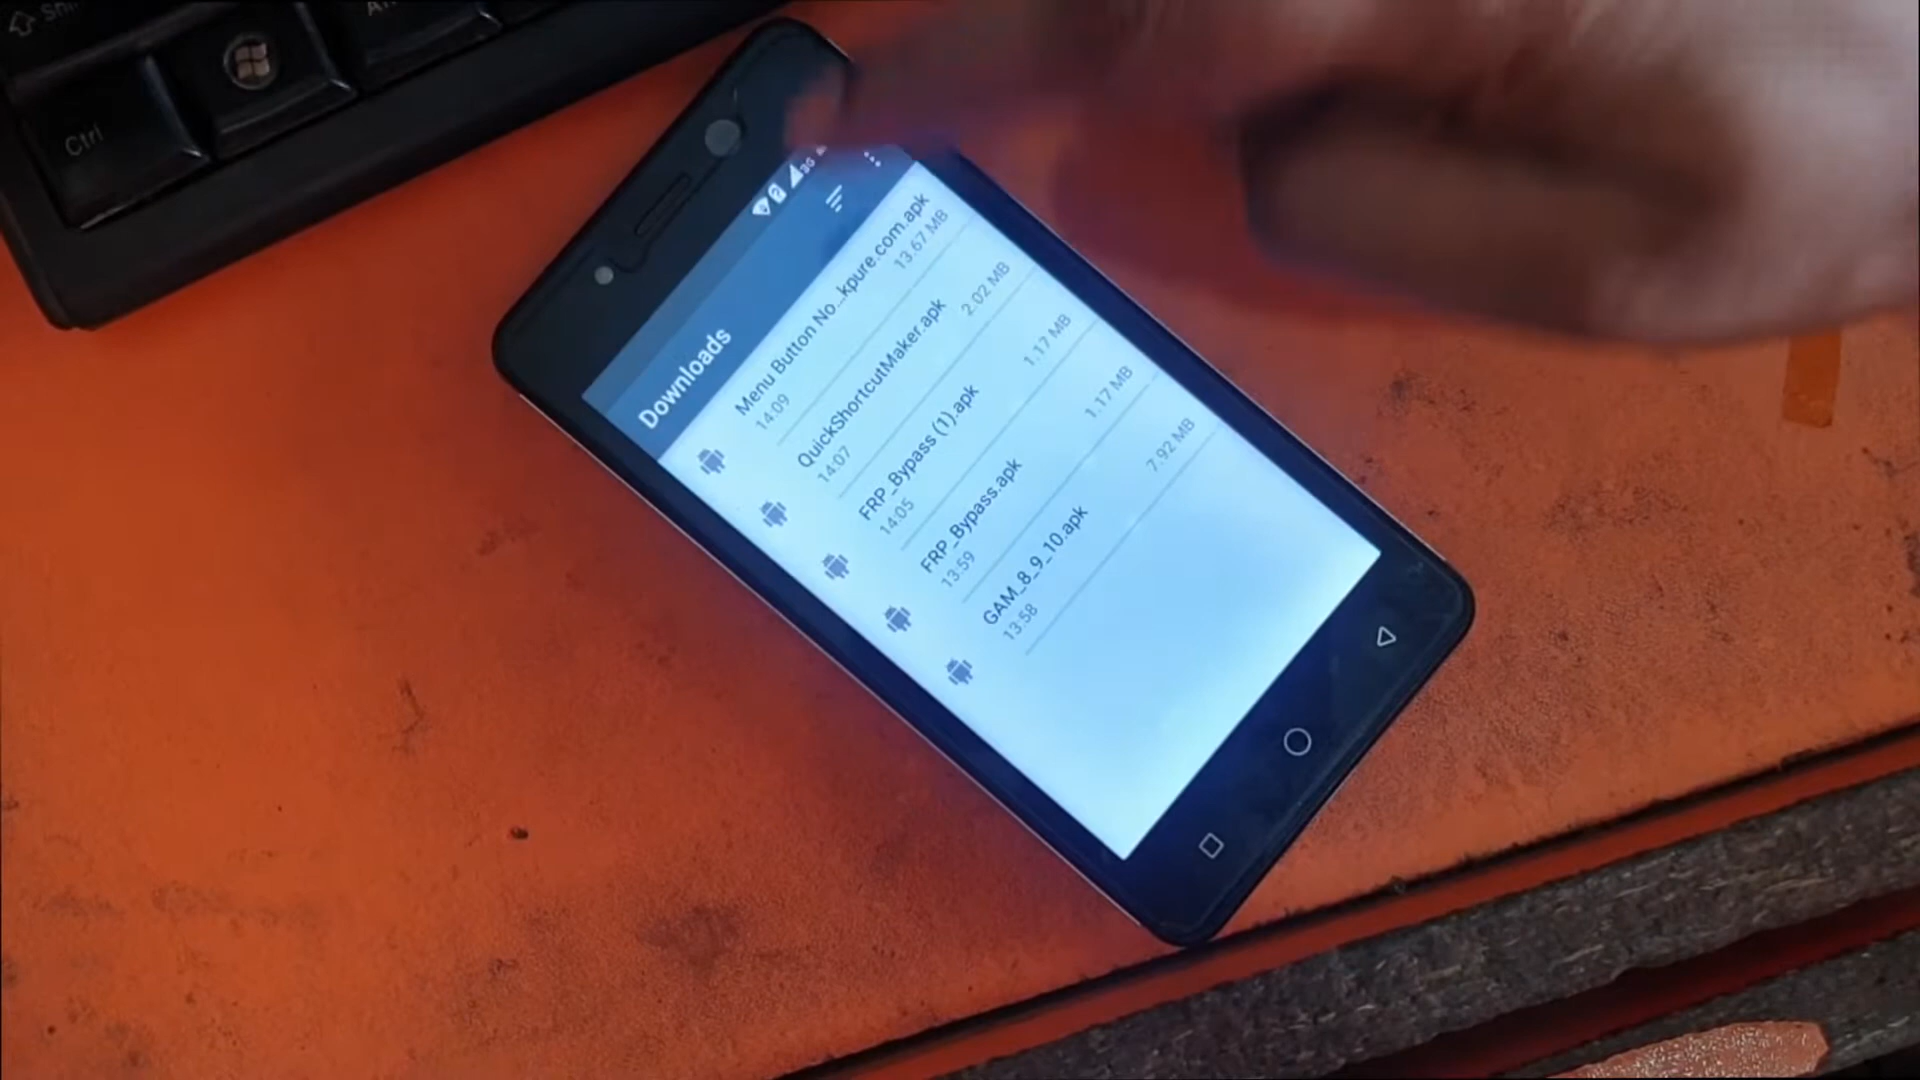 Shift
Ctrl
3G
Downloads
Menu Button No...kpure.com.apk
14:09
13.67 MB
QuickShortcutMaker.apk
14:07
2.02 MB
FRP_Bypass (1).apk
14:05
1.17 MB
FRP_Bypass.apk
13:59
1.17 MB
GAM_8_9_10.apk
13:58
7.92 MB